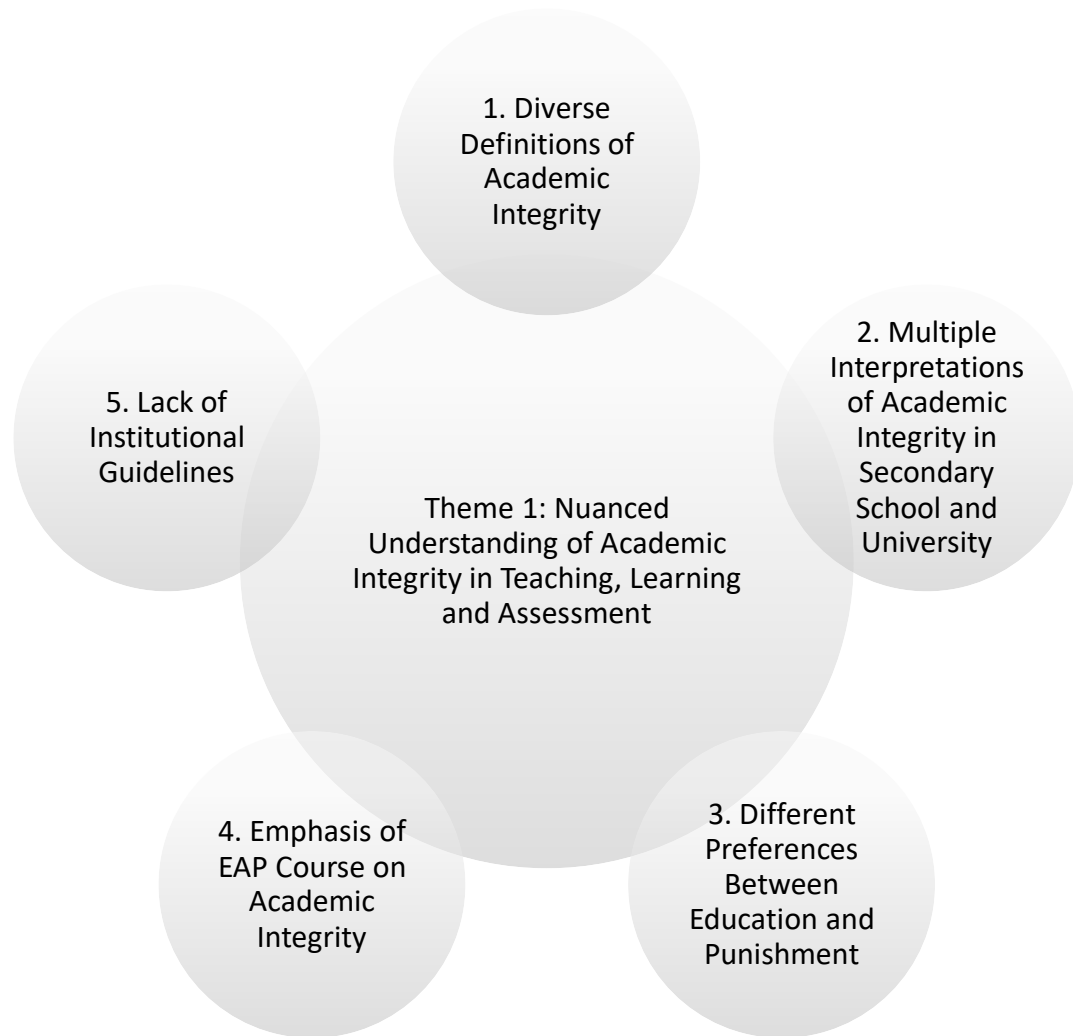 1. Diverse
Definitions of
Academic
Integrity
2. Multiple
Interpretations
of Academic
Integrity in
Secondary
School and
University
5. Lack of
Institutional
Guidelines
Theme 1: Nuanced
Understanding of Academic
Integrity in Teaching, Learning
and Assessment
4. Emphasis of
EAP Course on
Academic
Integrity
3. Different
Preferences
Between
Education and
Punishment